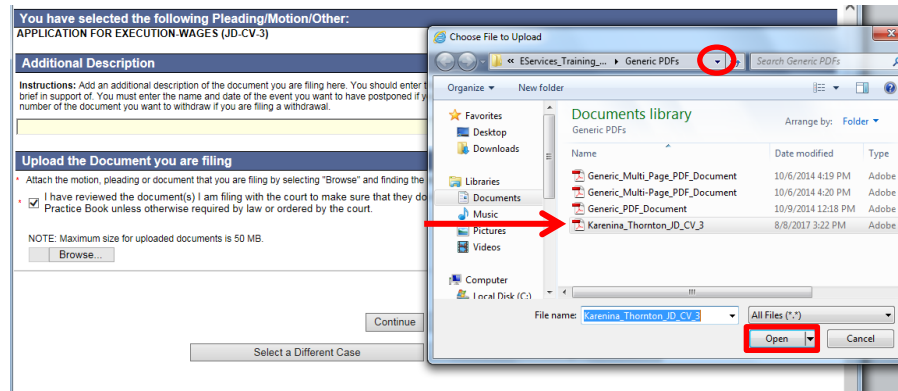 You have selected the following Pleading/Motion/Other:
APPLICATION FOR EXECUTION-WAGES (JD-CV-3)
Additional Description
Instructions: Add an additional description of the document you are filing here. You should enter
brief in support of. You must enter the name and date of the event you want to have postponed if
number of the document you want to withdraw if you are filing a withdrawal.
Upload the Document you are filing
* Attach the motion, pleading or document that you are filing by selecting "Browse" and finding the
* I have reviewed the document(s) I am filing with the court to make sure that they do
Practice Book unless otherwise required by law or ordered by the court.
NOTE: Maximum size for uploaded documents is 50 MB.
Browse...
Continue
Select a Different Case
Choose File to Upload
« EServices_Training_... Generic PDFs
Search Generic PDFs
Organize New folder
Favorites
Desktop
Downloads
Libraries
Documents
Music
Pictures
Videos
Computer
Local Disk (C:)
Documents library
Generic PDFs
Arrange by: Folder
Name Date modified Type
Generic_Multi_Page_PDF_Document 10/6/2014 4:19 PM Adobe
Generic_Multi-Page_PDF_Document 10/6/2014 4:20 PM Adobe
Generic_PDF_Document 10/9/2014 12:18 PM Adobe
Karenina_Thornton_JD_CV_3 8/8/2017 3:22 PM Adobe
File name: Karenina_Thornton_JD_CV_3 All Files (*.*)
Open Cancel